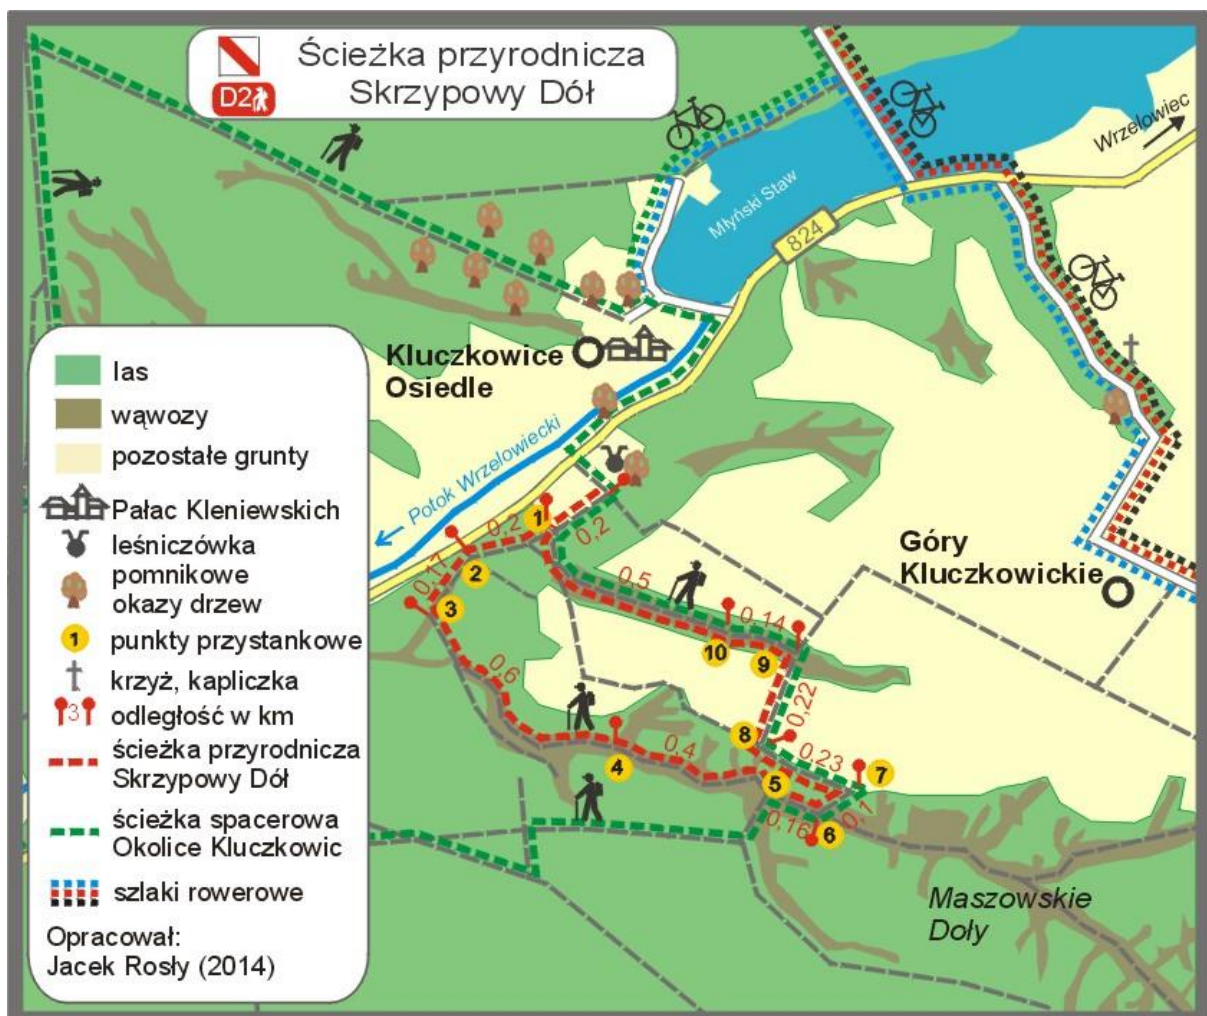 Ścieżka przyrodnicza
Skrzypowy Dół
D2
Wrzelowiec
Młyński Staw
824
Kluczkowice
Osiedle
Potok Wrzelowiecki
Góry
Kluczkowickie
Maszowskie
Doły
1
2
3
4
5
6
7
8
9
10
0,2
0,2
0,17
0,6
0,4
0,16
0,1
0,23
0,22
0,14
0,5
las
wąwozy
pozostałe grunty
Pałac Kleniewskich
leśniczówka
pomnikowe
okazy drzew
1 punkty przystankowe
krzyż, kapliczka
3 odległość w km
ścieżka przyrodnicza
Skrzypowy Dół
ścieżka spacerowa
Okolice Kluczkowic
szlaki rowerowe
Opracował:
Jacek Rosły (2014)